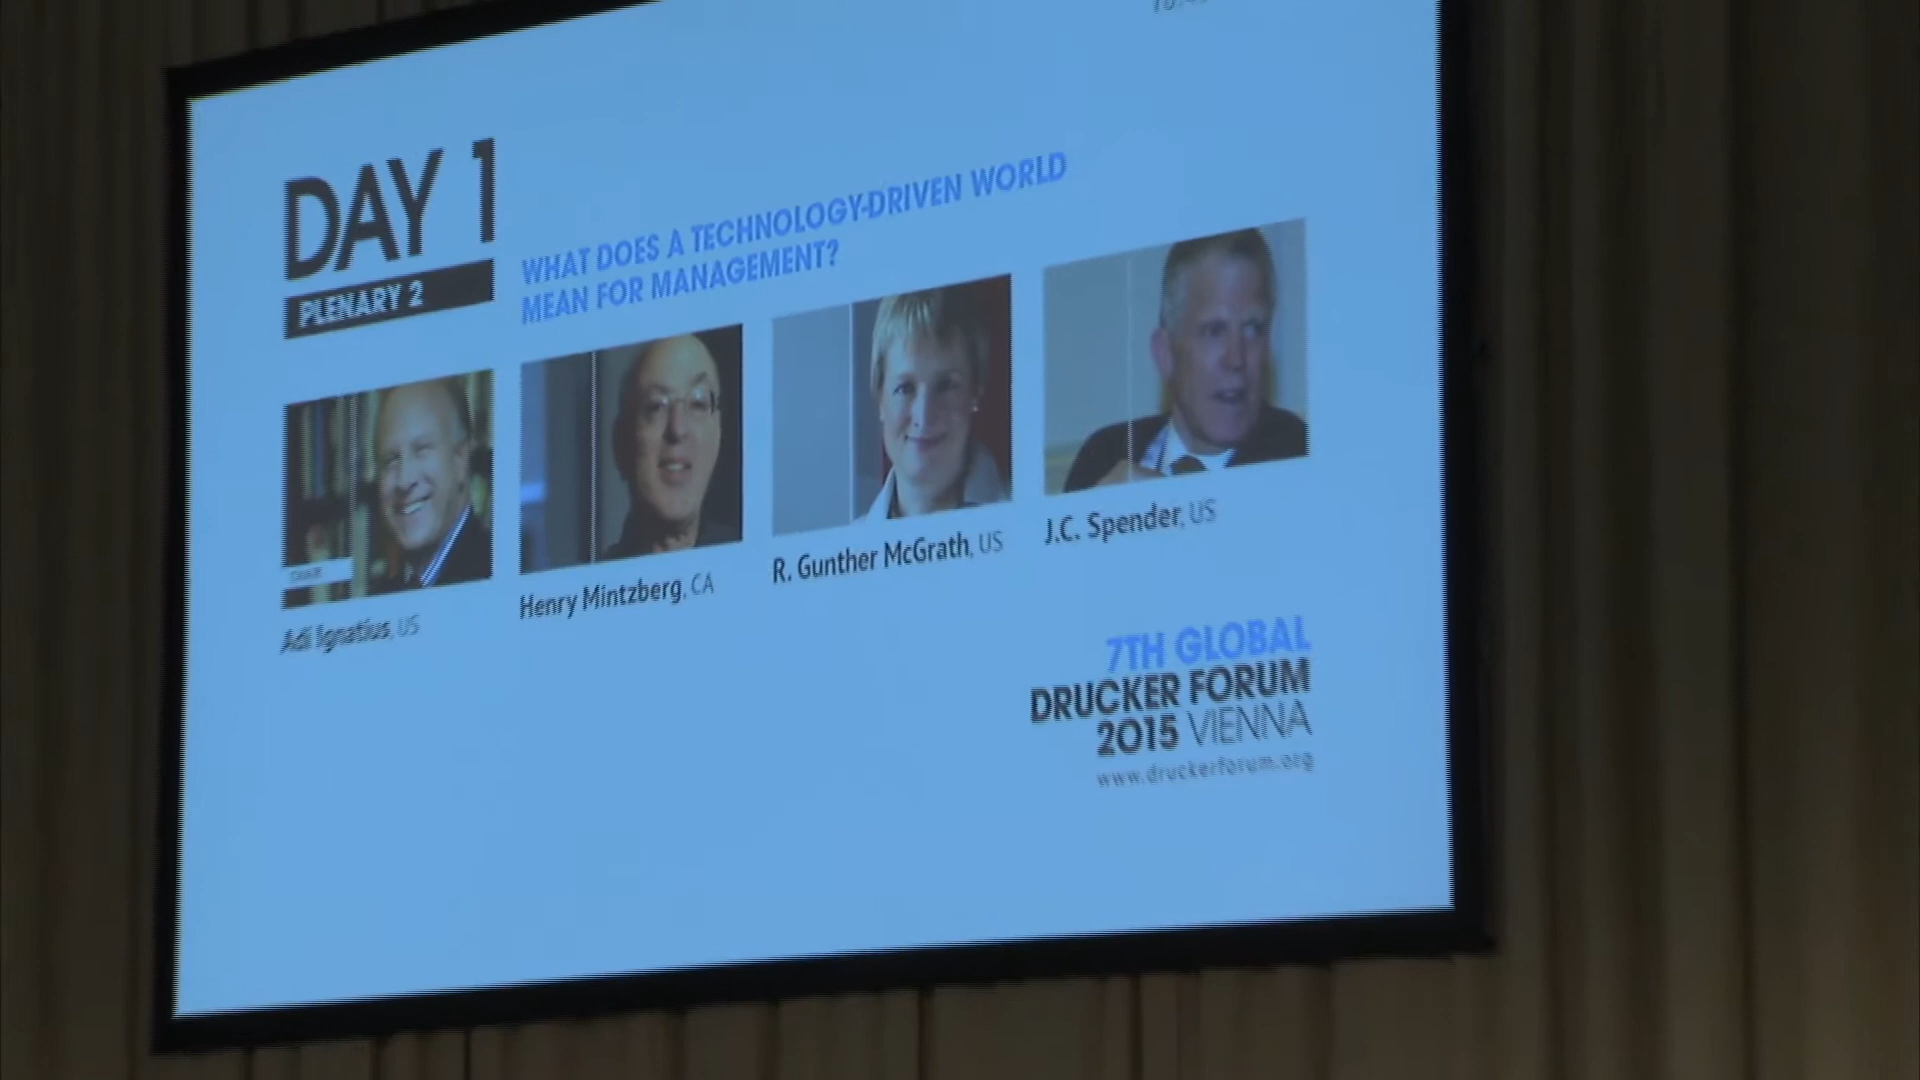 DAY 1
PLENARY 2
WHAT DOES A TECHNOLOGY-DRIVEN WORLD
MEAN FOR MANAGEMENT?
Adi Ignatius, US
Henry Mintzberg, CA
R. Gunther McGrath, US
J.C. Spender, US
7TH GLOBAL
DRUCKER FORUM
2015 VIENNA
www.druckerforum.org